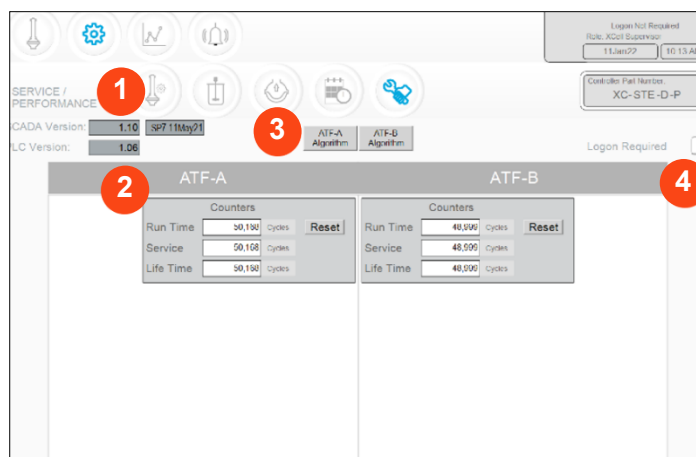 Logon Not Required
Role: XCell Supervisor
11Jan22 10:13 A
1
SERVICE /
PERFORMANCE
Controller Part Number.
XC-STE-D-P
CADA Version: 1.10 SP7 11May21
3
ATF-A
Algorithm
ATF-B
Algorithm
LC Version: 1.06
Logon Required
2
ATF-A
ATF-B
4
Counters
Run Time 50,168 Cycles Reset
Service 50,168 Cycles
Life Time 50,168 Cycles
Counters
Run Time 48,999 Cycles Reset
Service 48,999 Cycles
Life Time 48,999 Cycles